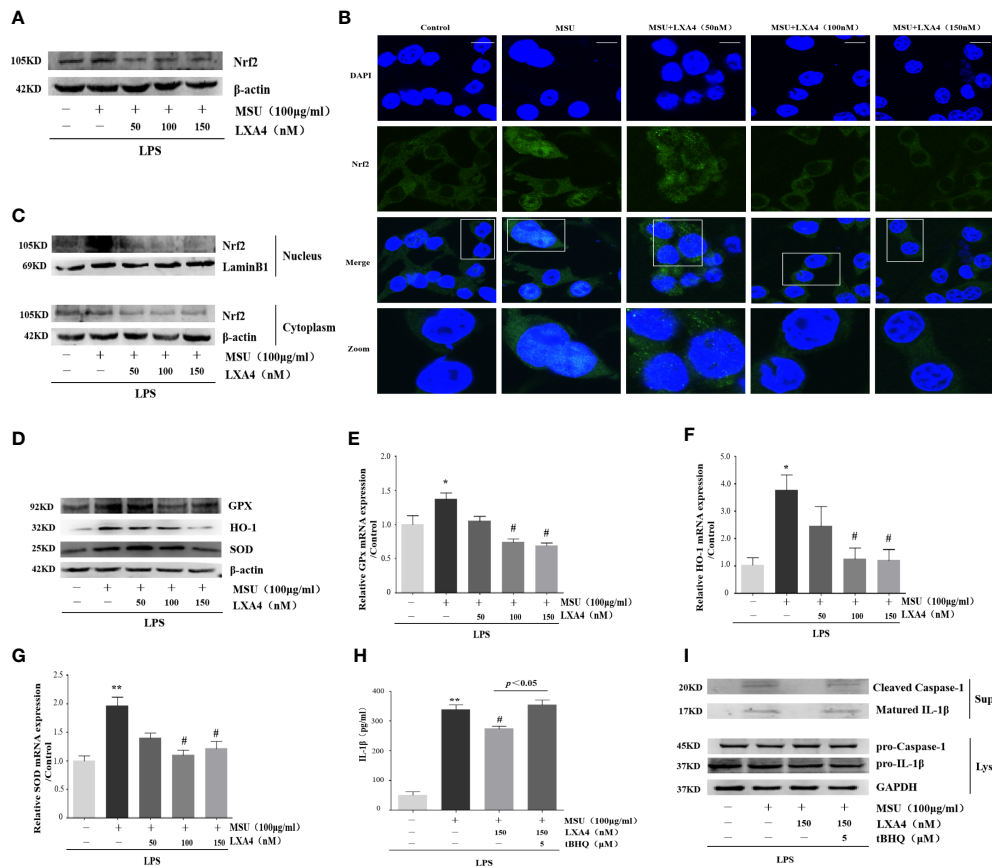 A
105KD Nrf2
42KD β-actin
— + + + + MSU（100μg/ml）
— — 50 100 150 LXA4（nM）
LPS
B
Control MSU MSU+LXA4（50nM） MSU+LXA4（100nM） MSU+LXA4（150nM）
DAPI
Nrf2
Merge
Zoom
C
105KD Nrf2
69KD LaminB1
Nucleus
105KD Nrf2
42KD β-actin
Cytoplasm
— + + + + MSU（100μg/ml）
— — 50 100 150 LXA4（nM）
LPS
D
92KD GPX
32KD HO-1
25KD SOD
42KD β-actin
— + + + + MSU（100μg/ml）
— — 50 100 150 LXA4（nM）
LPS
E
Relative GPx mRNA expression
/Control
2.0
1.5
1.0
0.5
0.0
*
# #
— + + + + MSU（100μg/ml）
— — 50 100 150 LXA4（nM）
LPS
F
Relative HO-1 mRNA expression
/Control
5.0
4.0
3.0
2.0
1.0
0.0
*
# #
— + + + + MSU（100μg/ml）
— — 50 100 150 LXA4（nM）
LPS
G
Relative SOD mRNA expression
/Control
2.5
2.0
1.5
1.0
0.5
0.0
**
# #
— + + + + MSU（100μg/ml）
— — 50 100 150 LXA4（nM）
LPS
H
IL-1β（pg/ml）
400
300
200
100
0
p＜0.05
**
#
— + + + MSU（100μg/ml）
— — 150 150 LXA4（nM）
— — — 5 tBHQ（μM）
LPS
I
20KD Cleaved Caspase-1
17KD Matured IL-1β
Sup
45KD pro-Caspase-1
37KD pro-IL-1β
37KD GAPDH
Lys
— + + + MSU（100μg/ml）
— — 150 150 LXA4（nM）
— — — 5 tBHQ（μM）
LPS